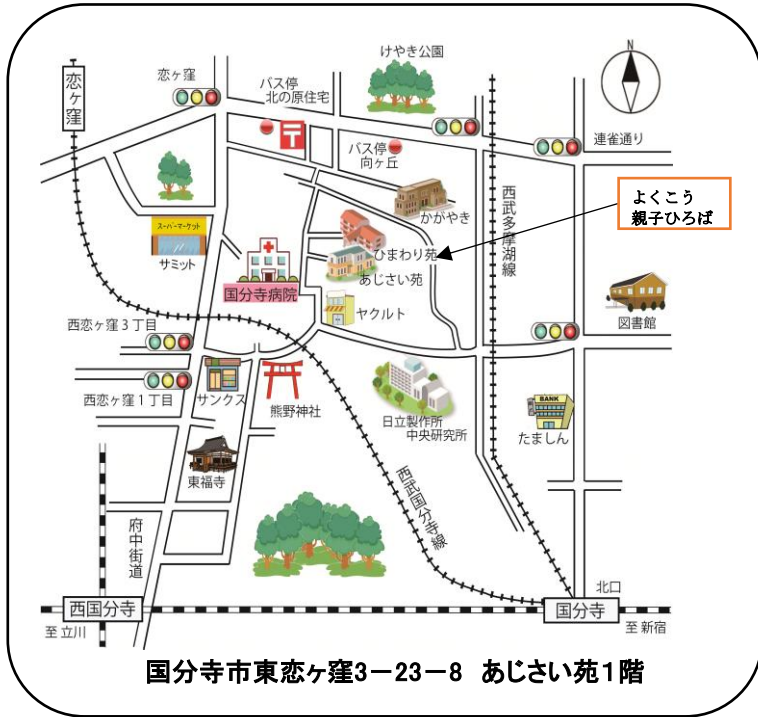 けやき公園
N
恋ヶ窪
恋ヶ窪
バス停
北の原住宅
バス停
向ヶ丘
連雀通り
よくこう
親子ひろば
かがやき
西武多摩湖線
スーパーマーケット
サミット
ひまわり苑
あじさい苑
国分寺病院
ヤクルト
図書館
西恋ヶ窪3丁目
西恋ヶ窪1丁目
サンクス
熊野神社
日立製作所
中央研究所
BANK
たましん
東福寺
西武国分寺線
府中街道
北口
西国分寺
国分寺
至 立川
至 新宿
国分寺市東恋ヶ窪3－23－8 あじさい苑1階